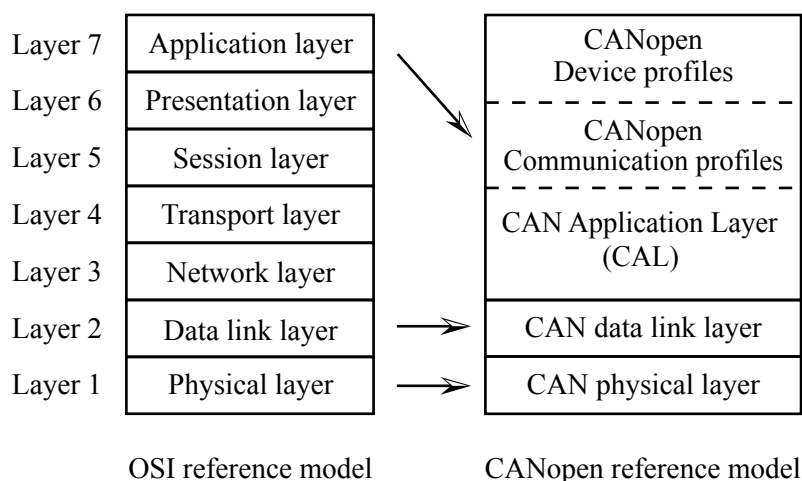 Layer 7
Application layer
Layer 6
Presentation layer
Layer 5
Session layer
Layer 4
Transport layer
Layer 3
Network layer
Layer 2
Data link layer
Layer 1
Physical layer
OSI reference model
CANopen
Device profiles
CANopen
Communication profiles
CAN Application Layer
(CAL)
CAN data link layer
CAN physical layer
CANopen reference model